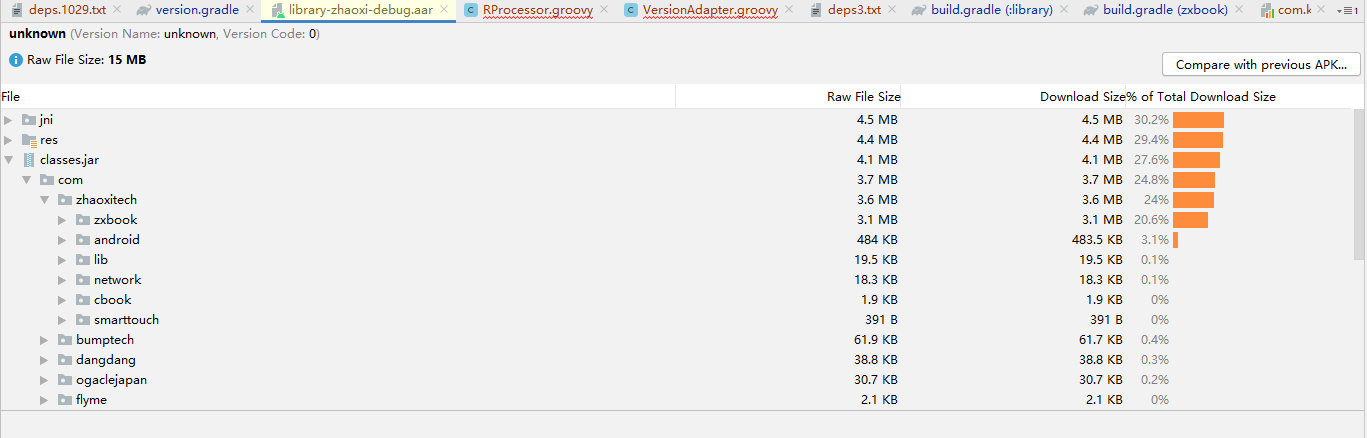 deps.1029.txt version.gradle library-zhaoxi-debug.aar RProcessor.groovy VersionAdapter.groovy deps3.txt build.gradle (:library) build.gradle (zxbook) com.k 1
unknown (Version Name: unknown, Version Code: 0)
Raw File Size: 15 MB
Compare with previous APK...
File Raw File Size Download Size % of Total Download Size
jni 4.5 MB 4.5 MB 30.2%
res 4.4 MB 4.4 MB 29.4%
classes.jar 4.1 MB 4.1 MB 27.6%
com 3.7 MB 3.7 MB 24.8%
zhaoxitech 3.6 MB 3.6 MB 24%
zxbook 3.1 MB 3.1 MB 20.6%
android 484 KB 483.5 KB 3.1%
lib 19.5 KB 19.5 KB 0.1%
network 18.3 KB 18.3 KB 0.1%
cbook 1.9 KB 1.9 KB 0%
smarttouch 391 B 391 B 0%
bumptech 61.9 KB 61.7 KB 0.4%
dangdang 38.8 KB 38.8 KB 0.3%
ogaclejapan 30.7 KB 30.7 KB 0.2%
flyme 2.1 KB 2.1 KB 0%